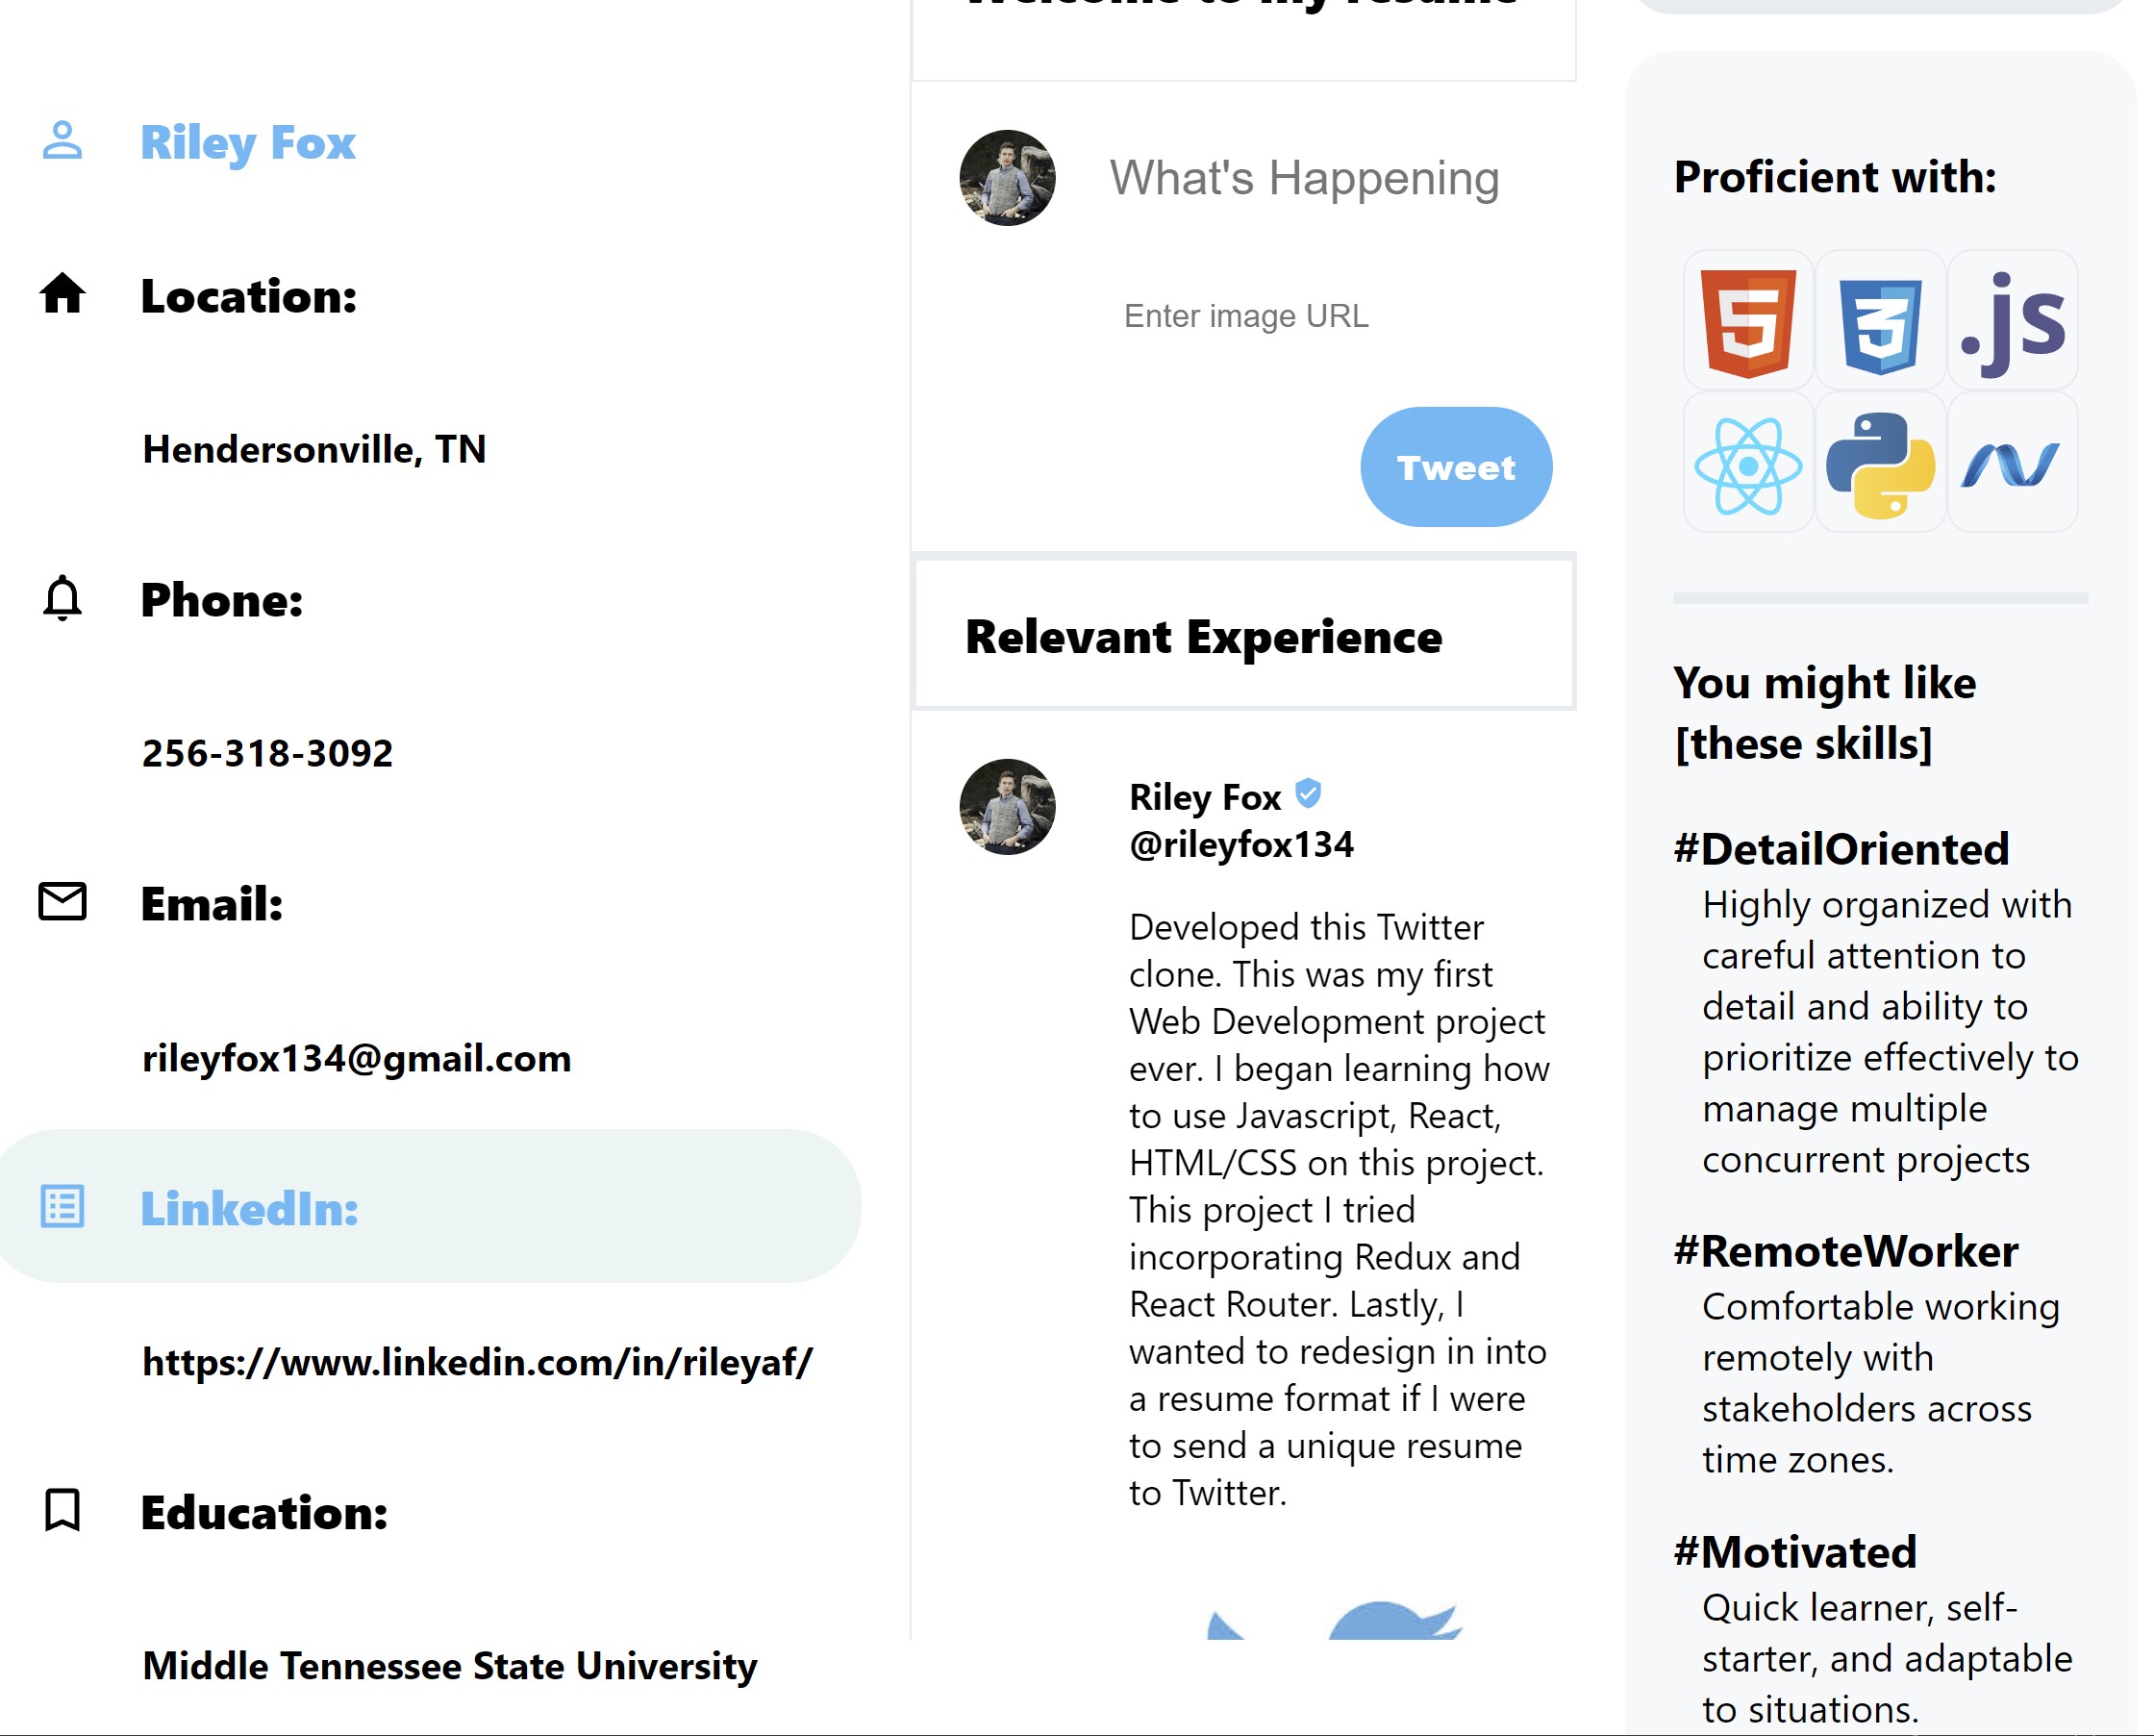 Riley Fox
Location:
Hendersonville, TN
Phone:
256-318-3092
Email:
rileyfox134@gmail.com
LinkedIn:
https://www.linkedin.com/in/rileyaf/
Education:
Middle Tennessee State University
Welcome to my resume
What's Happening
Enter image URL
Tweet
Relevant Experience
Riley Fox
@rileyfox134
Developed this Twitter
clone. This was my first
Web Development project
ever. I began learning how
to use Javascript, React,
HTML/CSS on this project.
This project I tried
incorporating Redux and
React Router. Lastly, I
wanted to redesign in into
a resume format if I were
to send a unique resume
to Twitter.
Proficient with:
5
3
.js
You might like
[these skills]
#DetailOriented
Highly organized with
careful attention to
detail and ability to
prioritize effectively to
manage multiple
concurrent projects
#RemoteWorker
Comfortable working
remotely with
stakeholders across
time zones.
#Motivated
Quick learner, self-
starter, and adaptable
to situations.